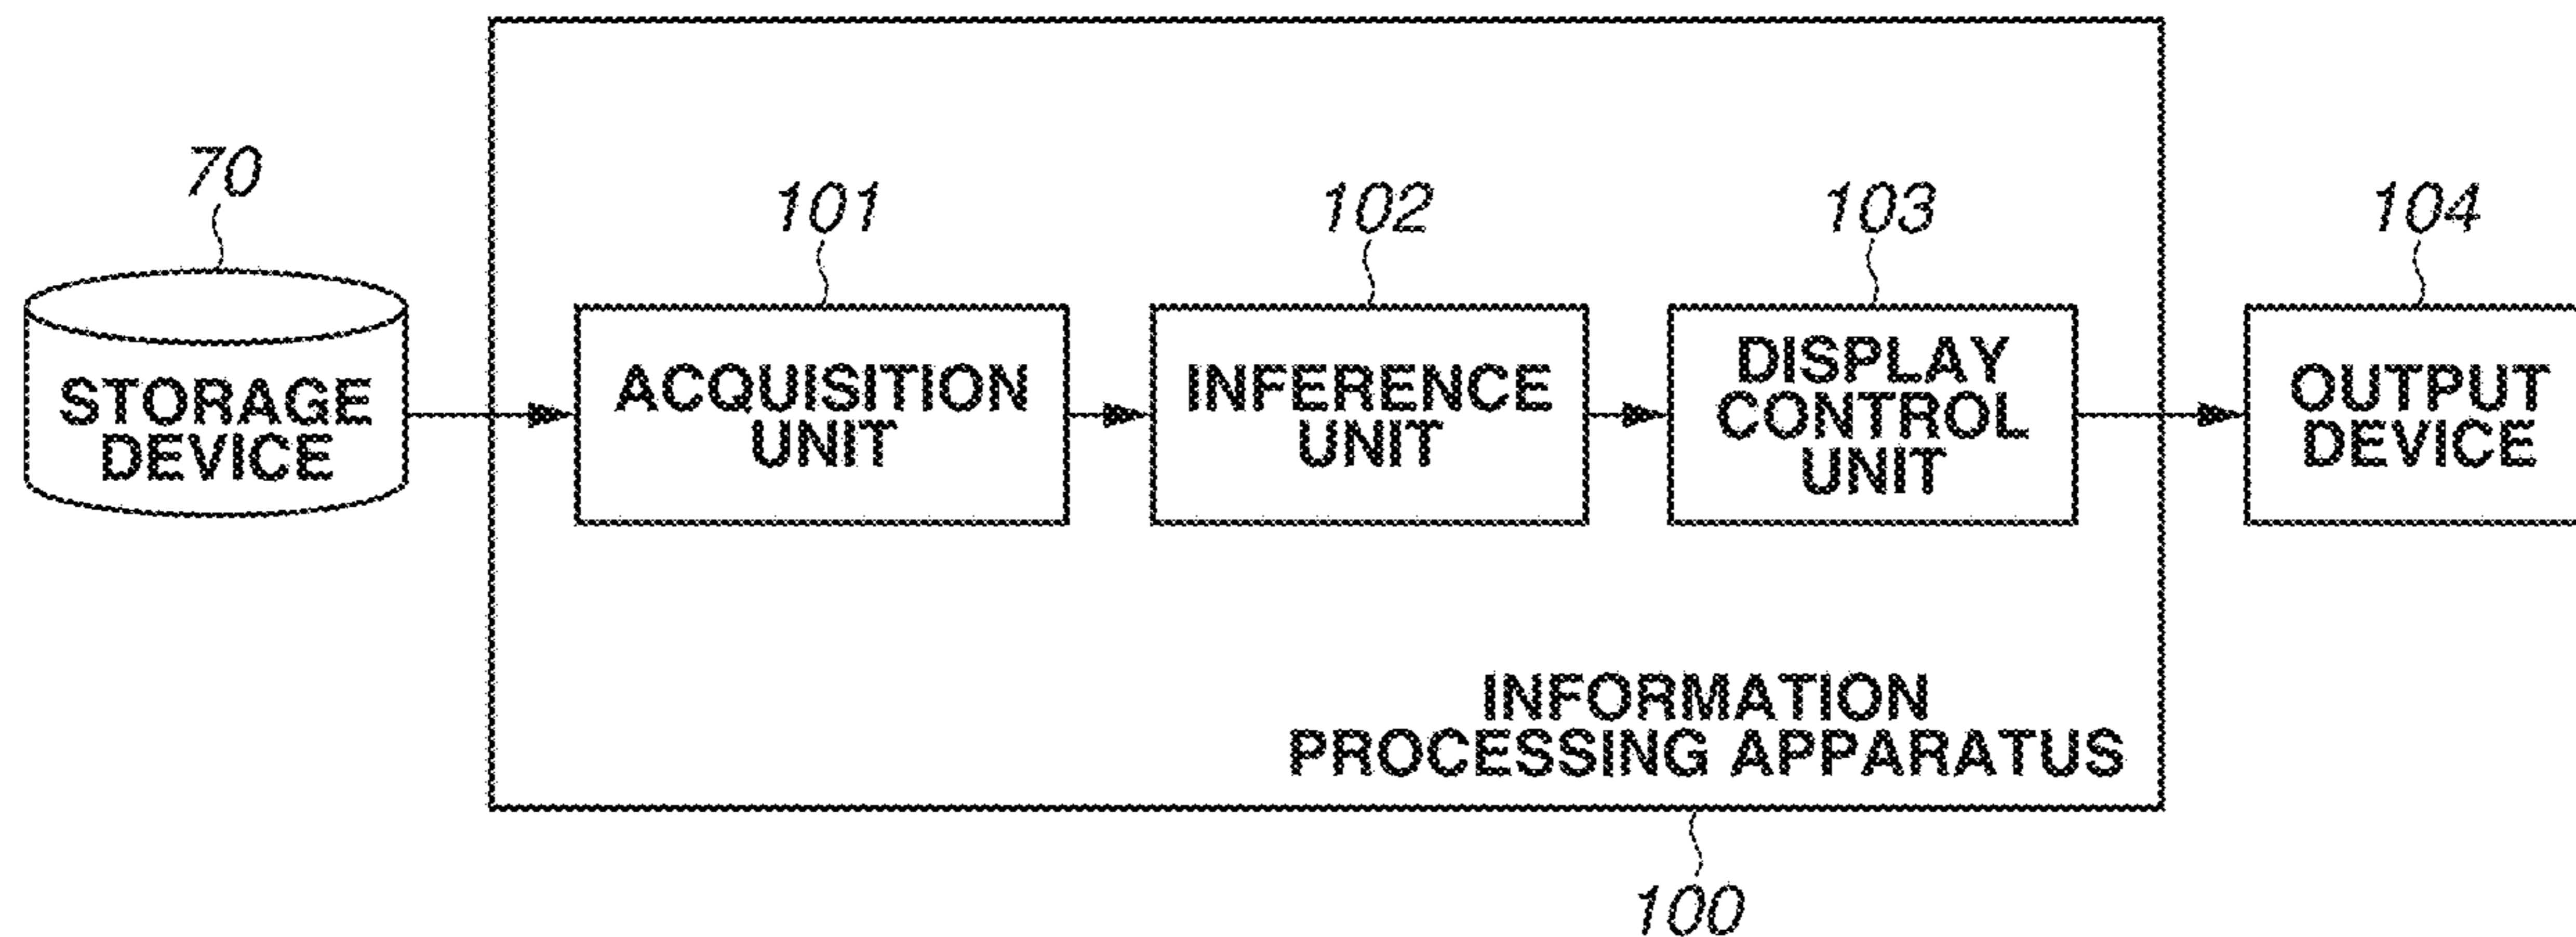 70
101
102
103
104
STORAGE
DEVICE
ACQUISITION
UNIT
INFERENCE
UNIT
DISPLAY
CONTROL
UNIT
OUTPUT
DEVICE
INFORMATION
PROCESSING APPARATUS
100